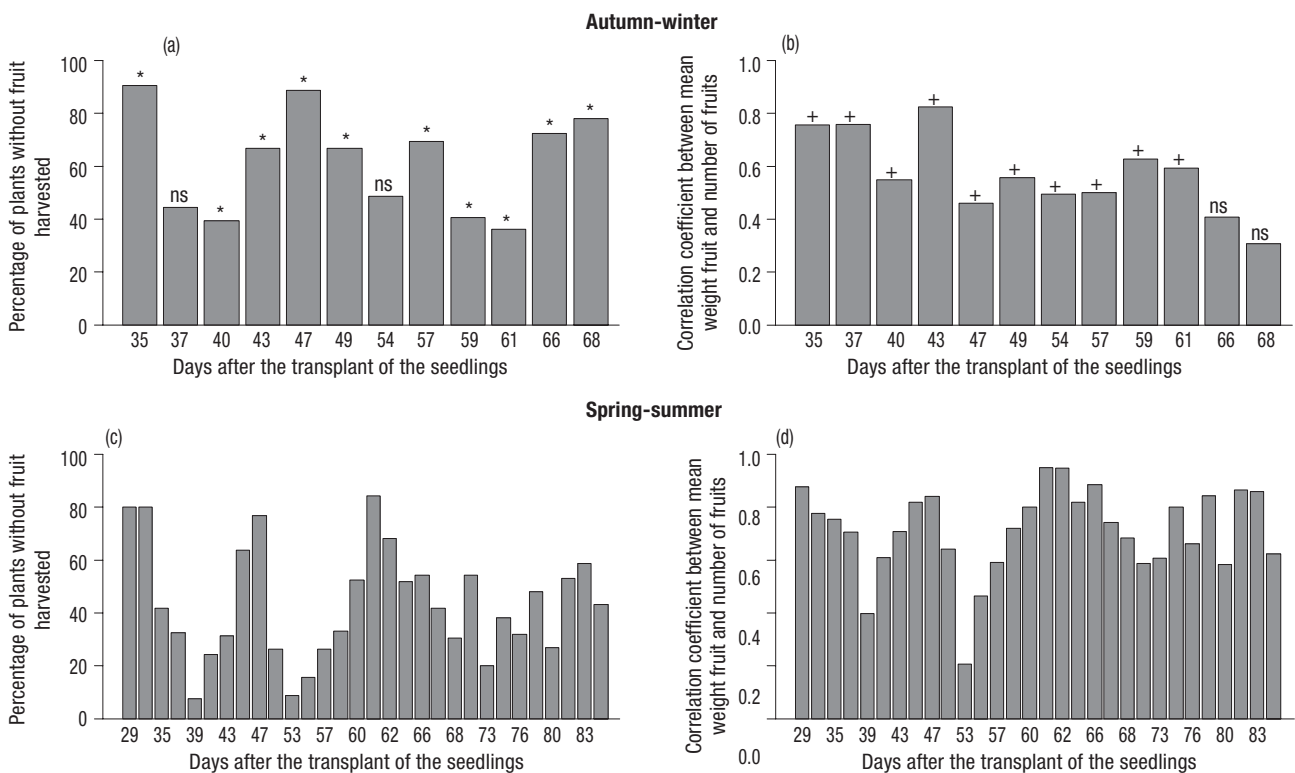 Autumn-winter
(a)
Percentage of plants without fruit
harvested
100
80
60
40
20
0
*
ns
*
*
*
*
ns
*
*
*
*
*
35 37 40 43 47 49 54 57 59 61 66 68
Days after the transplant of the seedlings
(b)
Correlation coefficient between mean
weight fruit and number of fruits
1.0
0.8
0.6
0.4
0.2
0.0
+
+
+
+
+
+
+
+
+
+
ns
ns
35 37 40 43 47 49 54 57 59 61 66 68
Days after the transplant of the seedlings
Spring-summer
(c)
Percentage of plants without fruit
harvested
100
80
60
40
20
0
29 35 39 43 47 53 57 60 62 66 68 73 76 80 83
Days after the transplant of the seedlings
(d)
Correlation coefficient between mean
weight fruit and number of fruits
1.0
0.8
0.6
0.4
0.2
0.0
29 35 39 43 47 53 57 60 62 66 68 73 76 80 83
Days after the transplant of the seedlings